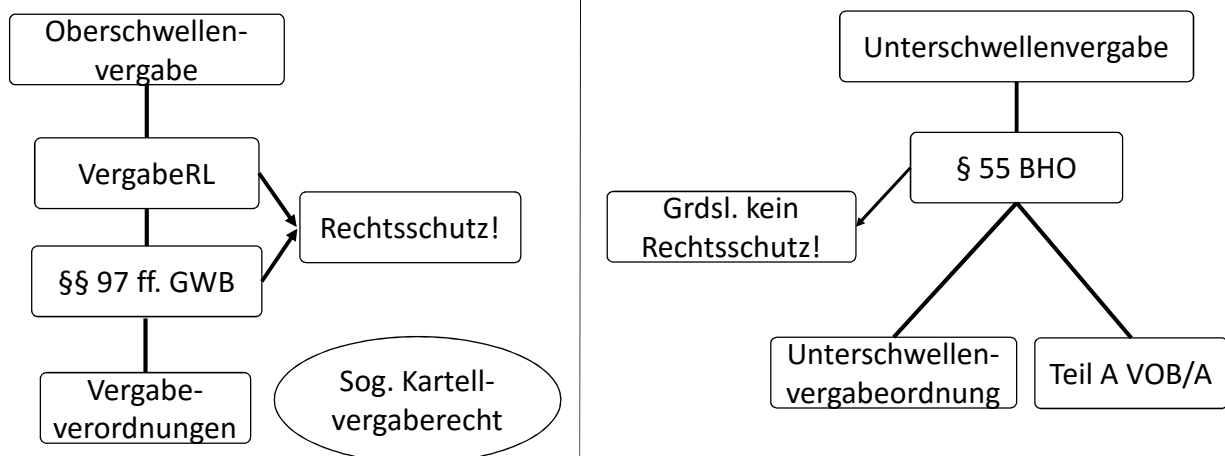 Oberschwellen-
vergabe
VergabeRL
Rechtsschutz!
§§ 97 ff. GWB
Vergabe-
verordnungen
Sog. Kartell-
vergaberecht
Unterschwellenvergabe
§ 55 BHO
Grdsl. kein
Rechtsschutz!
Unterschwellen-
vergabeordnung
Teil A VOB/A